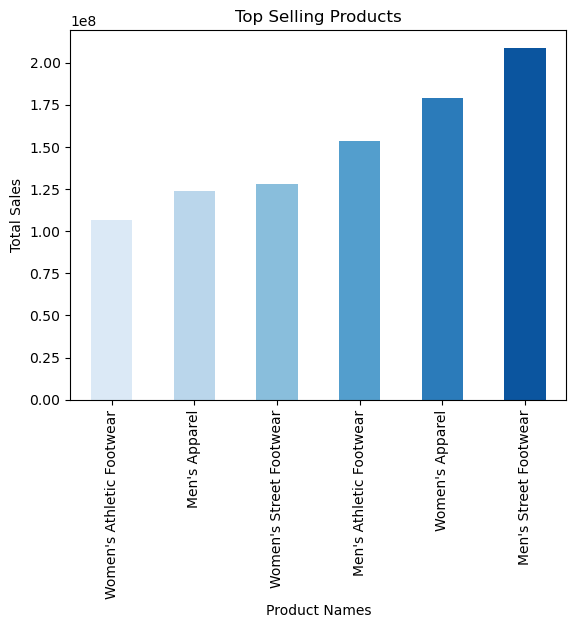 Top Selling Products
1e8
Total Sales
2.00
1.75
1.50
1.25
1.00
0.75
0.50
0.25
0.00
Women's Athletic Footwear
Men's Apparel
Women's Street Footwear
Men's Athletic Footwear
Women's Apparel
Men's Street Footwear
Product Names